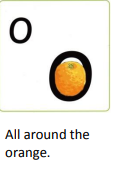 o
o
All around the
orange.